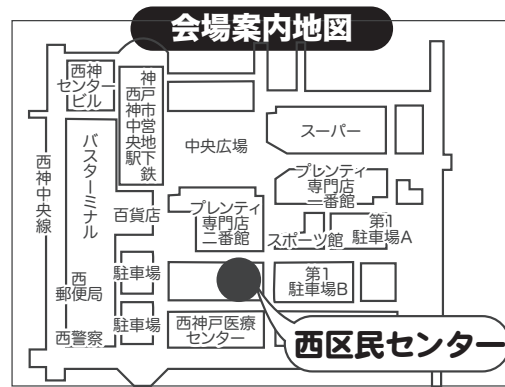 会場案内地図
西神
センター
ビル
神戸市営地下鉄
西神中央駅
中央広場
スーパー
バスターミナル
西神中央線
プレンティ
専門店
一番館
百貨店
プレンティ
専門店
二番館
スポーツ館
第1
駐車場A
駐車場
第1
駐車場B
西
郵便局
駐車場
西神戸医療
センター
西警察
西区民センター